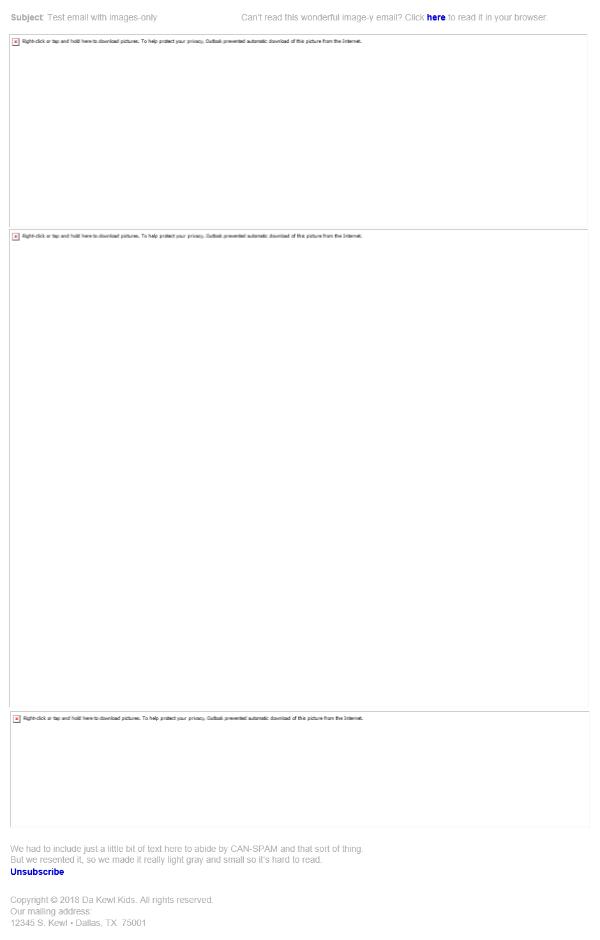 Subject: Test email with images-only Can't read this wonderful image-y email? Click here to read it in your browser.
Right-click or tap and hold here to download pictures. To help protect your privacy, Outlook prevented automatic download of this picture from the Internet.
Right-click or tap and hold here to download pictures. To help protect your privacy, Outlook prevented automatic download of this picture from the Internet.
Right-click or tap and hold here to download pictures. To help protect your privacy, Outlook prevented automatic download of this picture from the Internet.
We had to include just a little bit of text here to abide by CAN-SPAM and that sort of thing.
But we resented it, so we made it really light gray and small so it's hard to read.
Unsubscribe
Copyright © 2018 Da Kewl Kids. All rights reserved.
Our mailing address:
12345 S. Kewl • Dallas, TX 75001